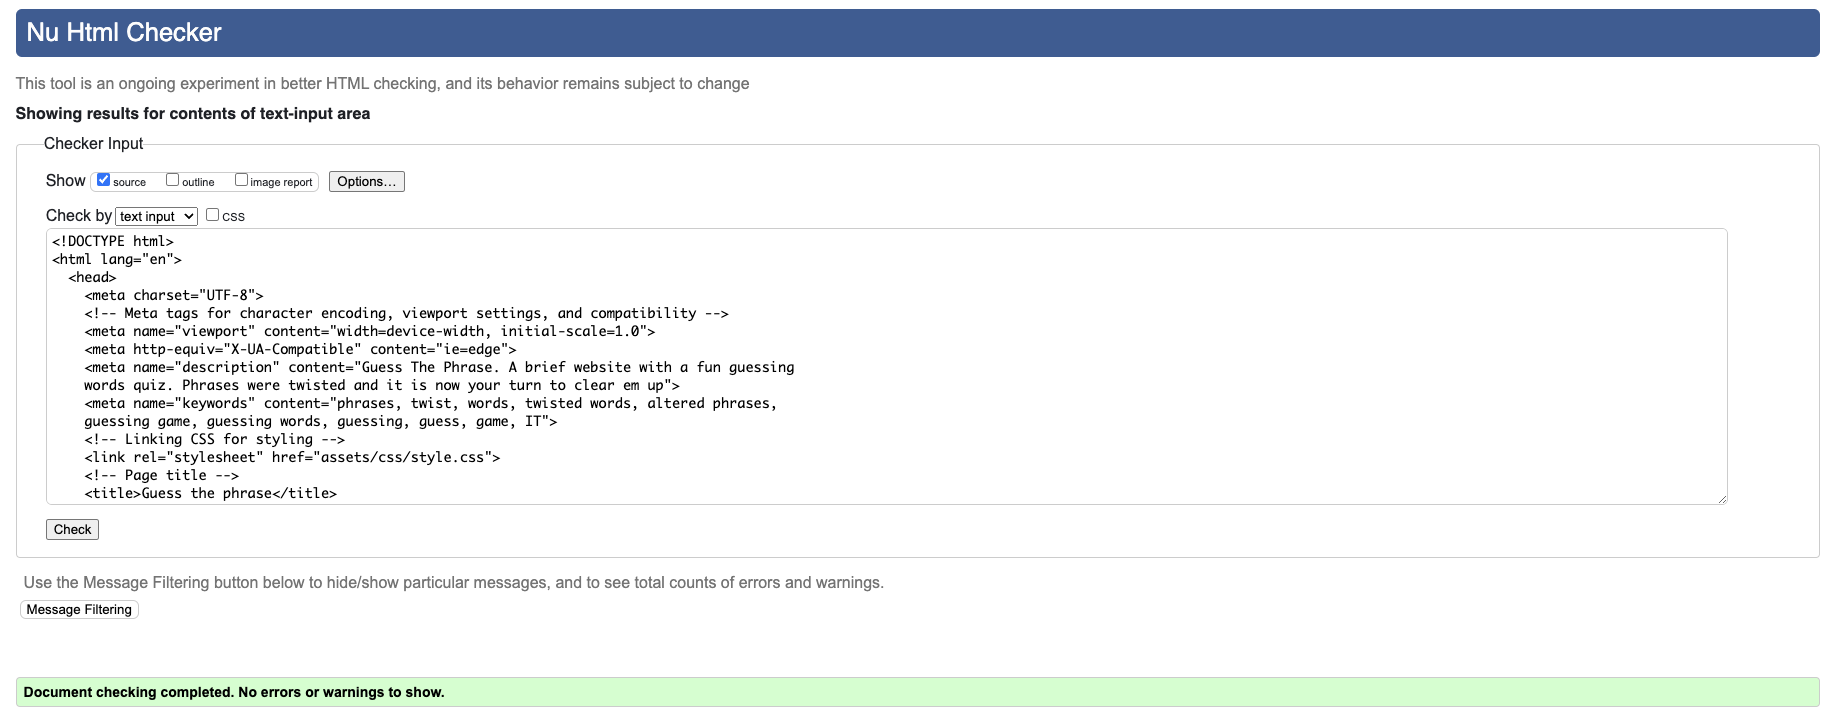 Nu Html Checker
This tool is an ongoing experiment in better HTML checking, and its behavior remains subject to change
Showing results for contents of text-input area
Checker Input
Show source outline image report Options...
Check by text input css
<!DOCTYPE html>
<html lang="en">
  <head>
    <meta charset="UTF-8">
    <!-- Meta tags for character encoding, viewport settings, and compatibility -->
    <meta name="viewport" content="width=device-width, initial-scale=1.0">
    <meta http-equiv="X-UA-Compatible" content="ie=edge">
    <meta name="description" content="Guess The Phrase. A brief website with a fun guessing
    words quiz. Phrases were twisted and it is now your turn to clear em up">
    <meta name="keywords" content="phrases, twist, words, twisted words, altered phrases,
    guessing game, guessing words, guessing, guess, game, IT">
    <!-- Linking CSS for styling -->
    <link rel="stylesheet" href="assets/css/style.css">
    <!-- Page title -->
    <title>Guess the phrase</title>
Check
Use the Message Filtering button below to hide/show particular messages, and to see total counts of errors and warnings.
Message Filtering
Document checking completed. No errors or warnings to show.